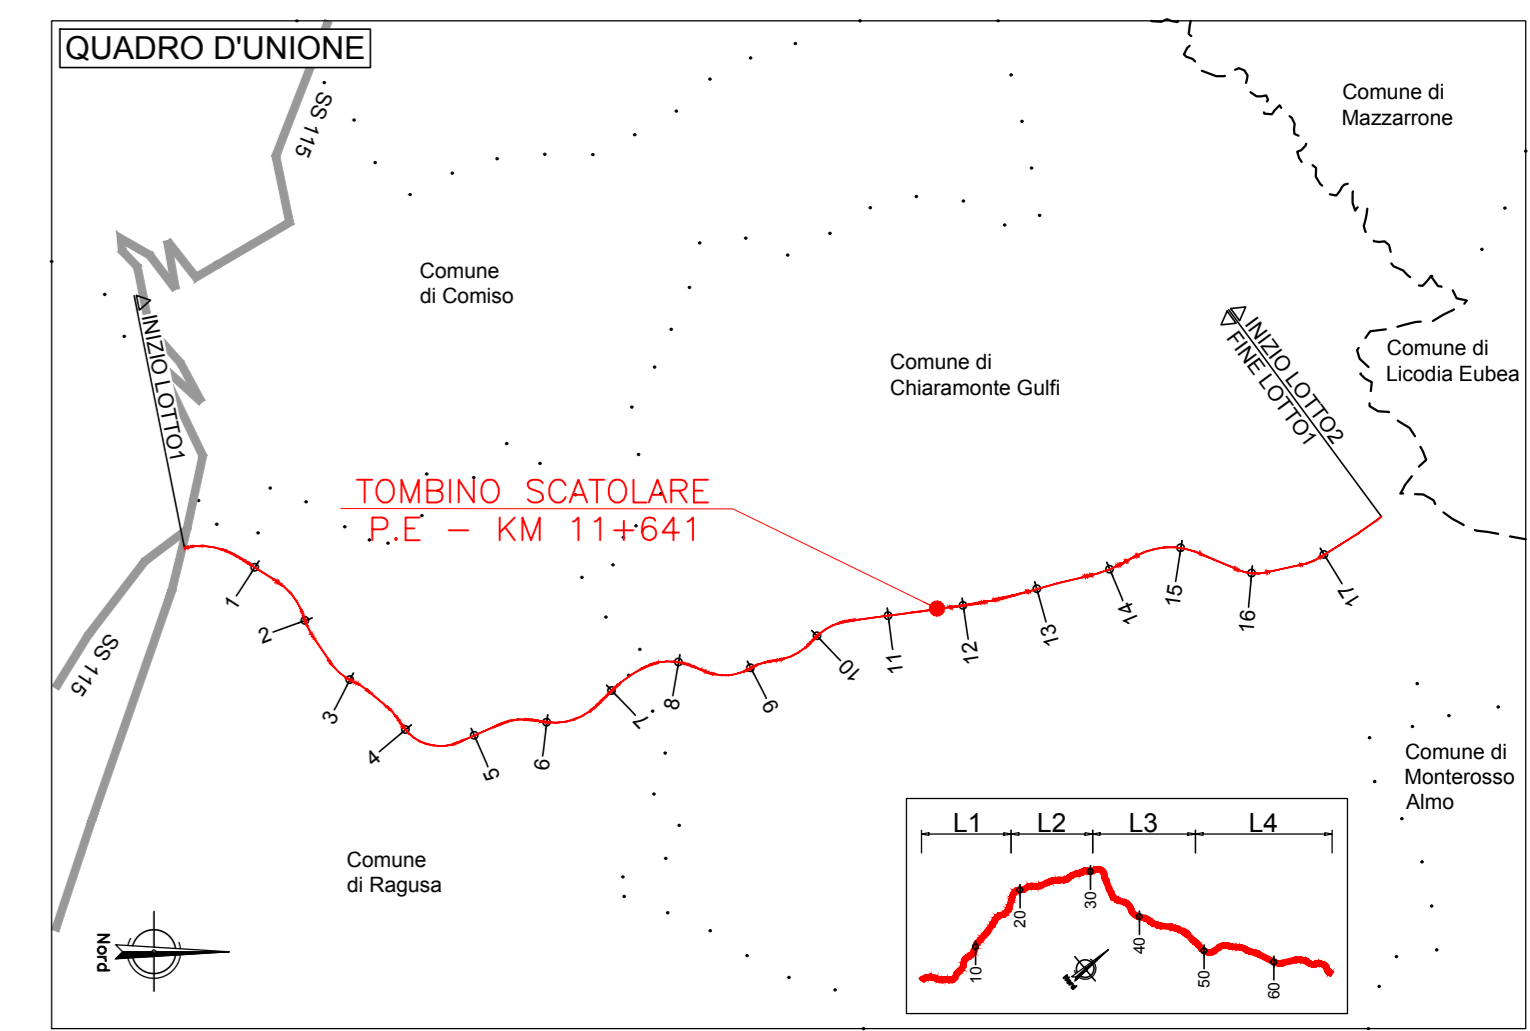 QUADRO D'UNIONE
SS 115
Comune di
Mazzarrone
Comune
di Comiso
INIZIO LOTTO1
Comune di
Chiaramonte Gulfi
INIZIO LOTTO2
FINE LOTTO1
Comune di
Licodia Eubea
TOMBINO SCATOLARE
P.E - KM 11+641
1
2
3
4
5
6
7
8
9
10
11
12
13
14
15
16
17
SS 115
Comune di
Monterosso
Almo
Comune
di Ragusa
Nord
L1
L2
L3
L4
10
20
30
40
50
60